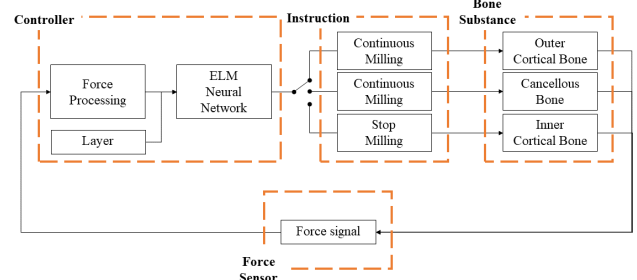 Controller
Instruction
Bone
Substance
Force
Processing
Layer
ELM
Neural
Network
Continuous
Milling
Continuous
Milling
Stop
Milling
Outer
Cortical Bone
Cancellous
Bone
Inner
Cortical Bone
Force signal
Force
Sensor